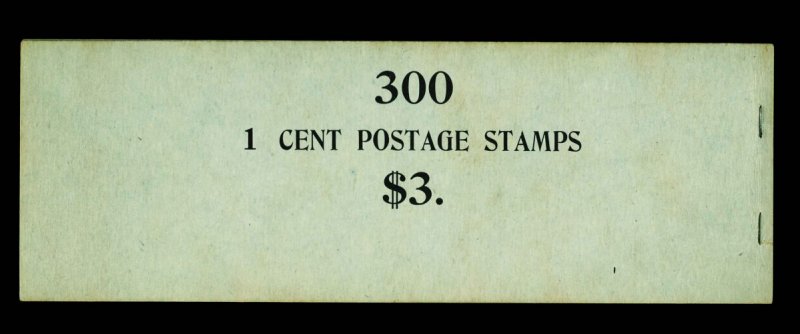 300
1 CENT POSTAGE STAMPS
$3.